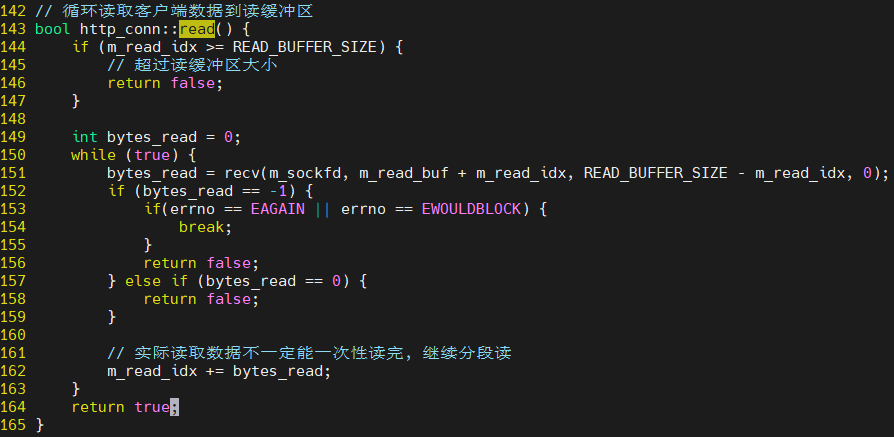 142 // 循环读取客户端数据到读缓冲区
143 bool http_conn::read() {
144     if (m_read_idx >= READ_BUFFER_SIZE) {
145         // 超过读缓冲区大小
146         return false;
147     }
148
149     int bytes_read = 0;
150     while (true) {
151         bytes_read = recv(m_sockfd, m_read_buf + m_read_idx, READ_BUFFER_SIZE - m_read_idx, 0);
152         if (bytes_read == -1) {
153             if(errno == EAGAIN || errno == EWOULDBLOCK) {
154                 break;
155             }
156             return false;
157         } else if (bytes_read == 0) {
158             return false;
159         }
160
161         // 实际读取数据不一定能一次性读完, 继续分段读
162         m_read_idx += bytes_read;
163     }
164     return true;
165 }